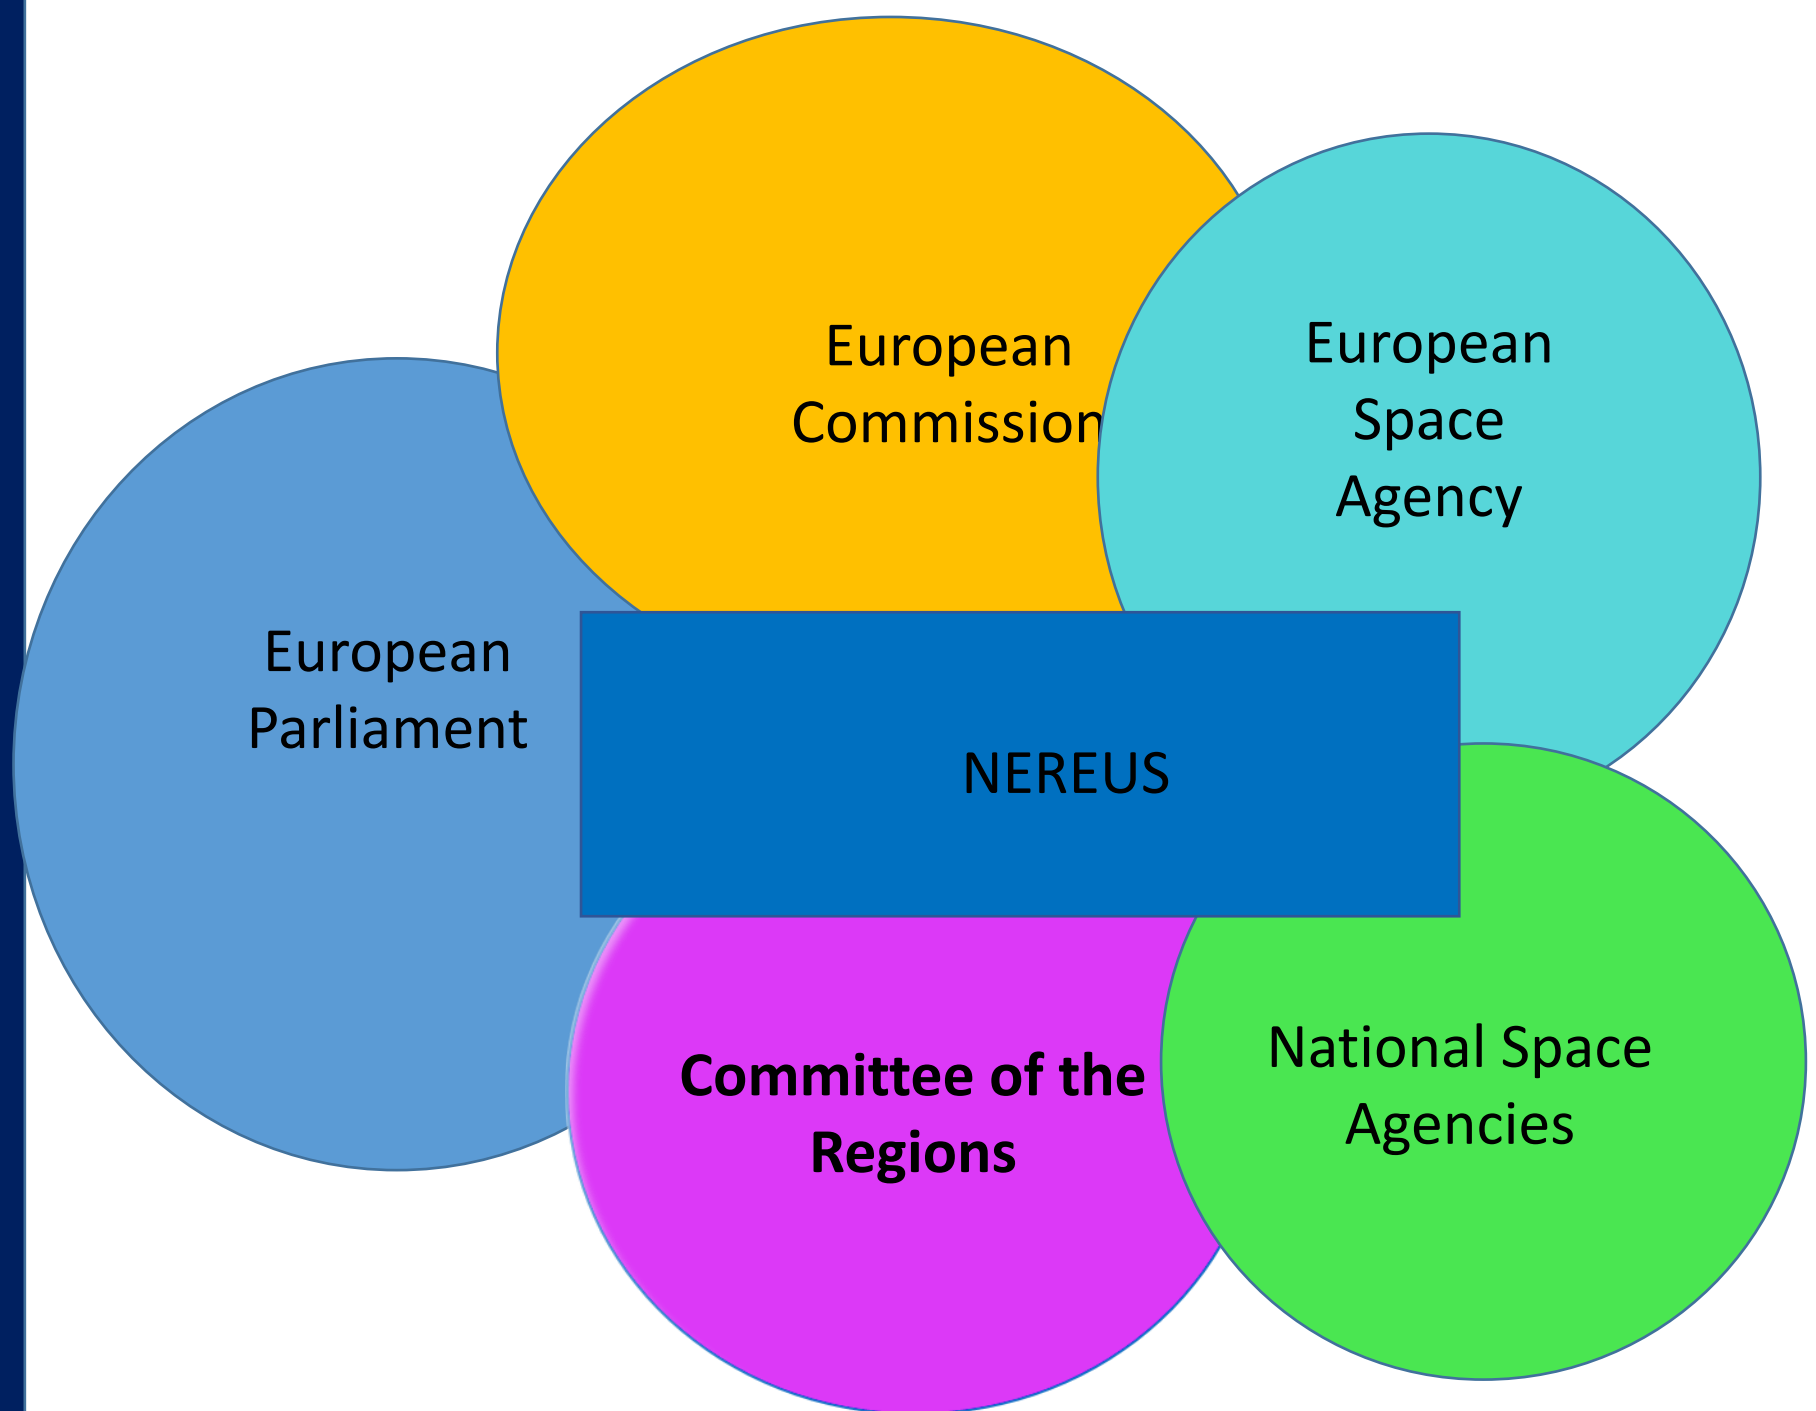 European
Commission
European
Space
Agency
European
Parliament
NEREUS
Committee of the
Regions
National Space
Agencies